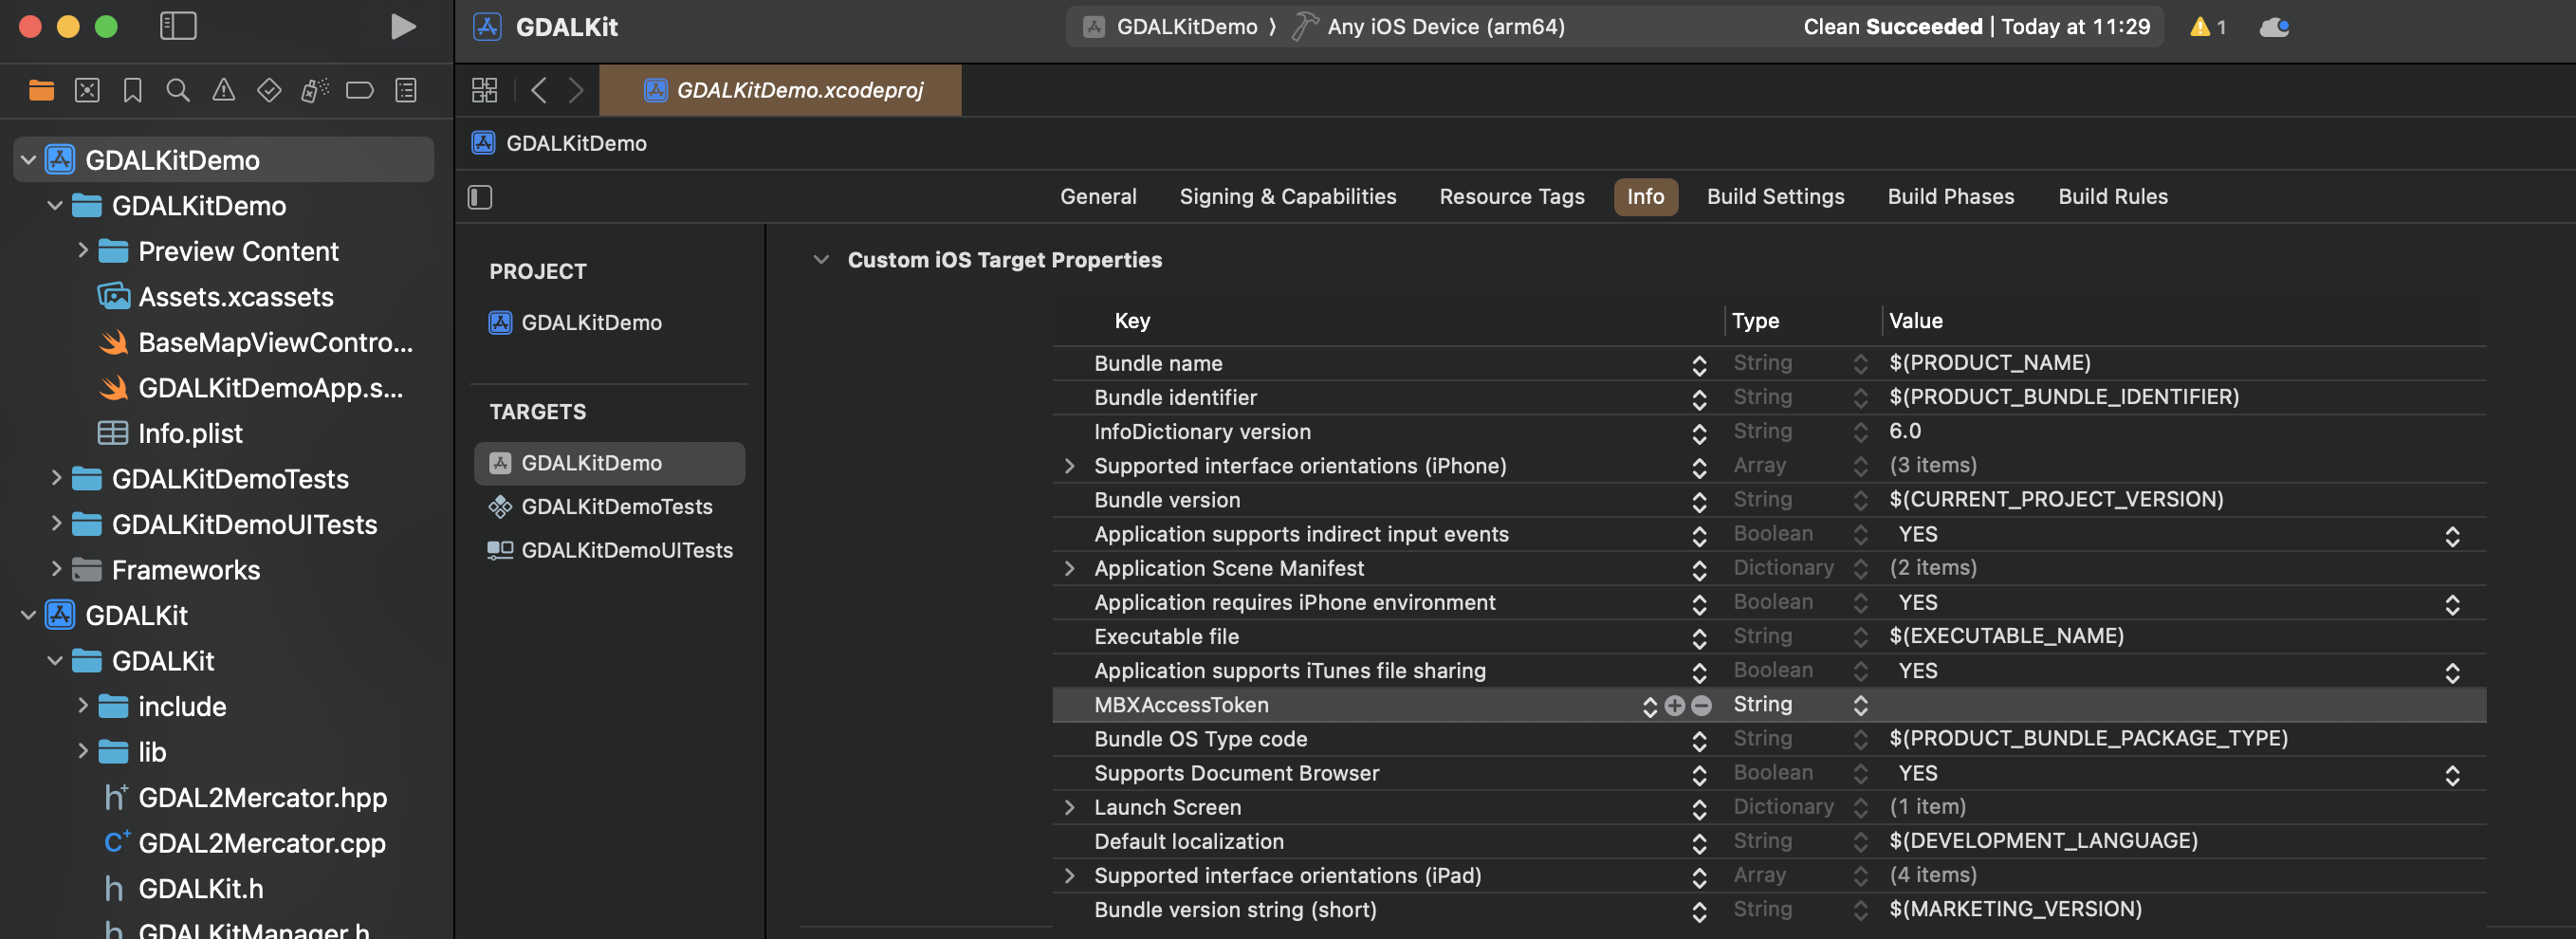 GDALKit
GDALKitDemo 〉 Any iOS Device (arm64)
Clean Succeeded | Today at 11:29
1
GDALKitDemo.xcodeproj
GDALKitDemo
General Signing & Capabilities Resource Tags Info Build Settings Build Phases Build Rules
GDALKitDemo
GDALKitDemo
Preview Content
Assets.xcassets
BaseMapViewContro...
GDALKitDemoApp.s...
Info.plist
GDALKitDemoTests
GDALKitDemoUITests
Frameworks
GDALKit
GDALKit
include
lib
GDAL2Mercator.hpp
GDAL2Mercator.cpp
GDALKit.h
GDALKitManager.h
PROJECT
GDALKitDemo
TARGETS
GDALKitDemo
GDALKitDemoTests
GDALKitDemoUITests
Custom iOS Target Properties
Key Type Value
Bundle name String $(PRODUCT_NAME)
Bundle identifier String $(PRODUCT_BUNDLE_IDENTIFIER)
InfoDictionary version String 6.0
Supported interface orientations (iPhone) Array (3 items)
Bundle version String $(CURRENT_PROJECT_VERSION)
Application supports indirect input events Boolean YES
Application Scene Manifest Dictionary (2 items)
Application requires iPhone environment Boolean YES
Executable file String $(EXECUTABLE_NAME)
Application supports iTunes file sharing Boolean YES
MBXAccessToken String
Bundle OS Type code String $(PRODUCT_BUNDLE_PACKAGE_TYPE)
Supports Document Browser Boolean YES
Launch Screen Dictionary (1 item)
Default localization String $(DEVELOPMENT_LANGUAGE)
Supported interface orientations (iPad) Array (4 items)
Bundle version string (short) String $(MARKETING_VERSION)